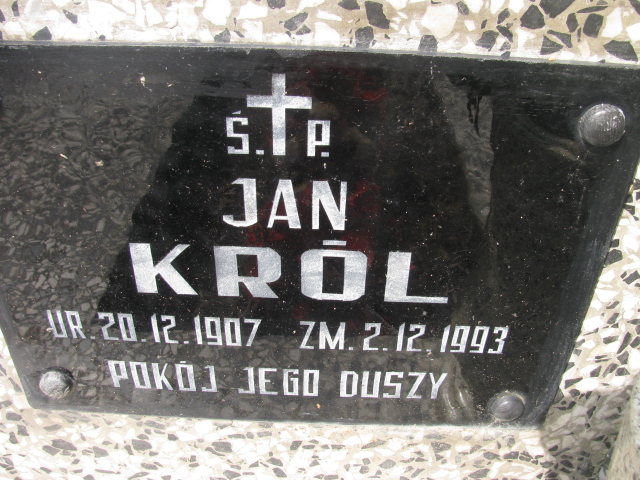 Ś. P.
JAN
KRÓL
UR. 20.12.1907 ZM. 2.12.1993
POKÓJ JEGO DUSZY